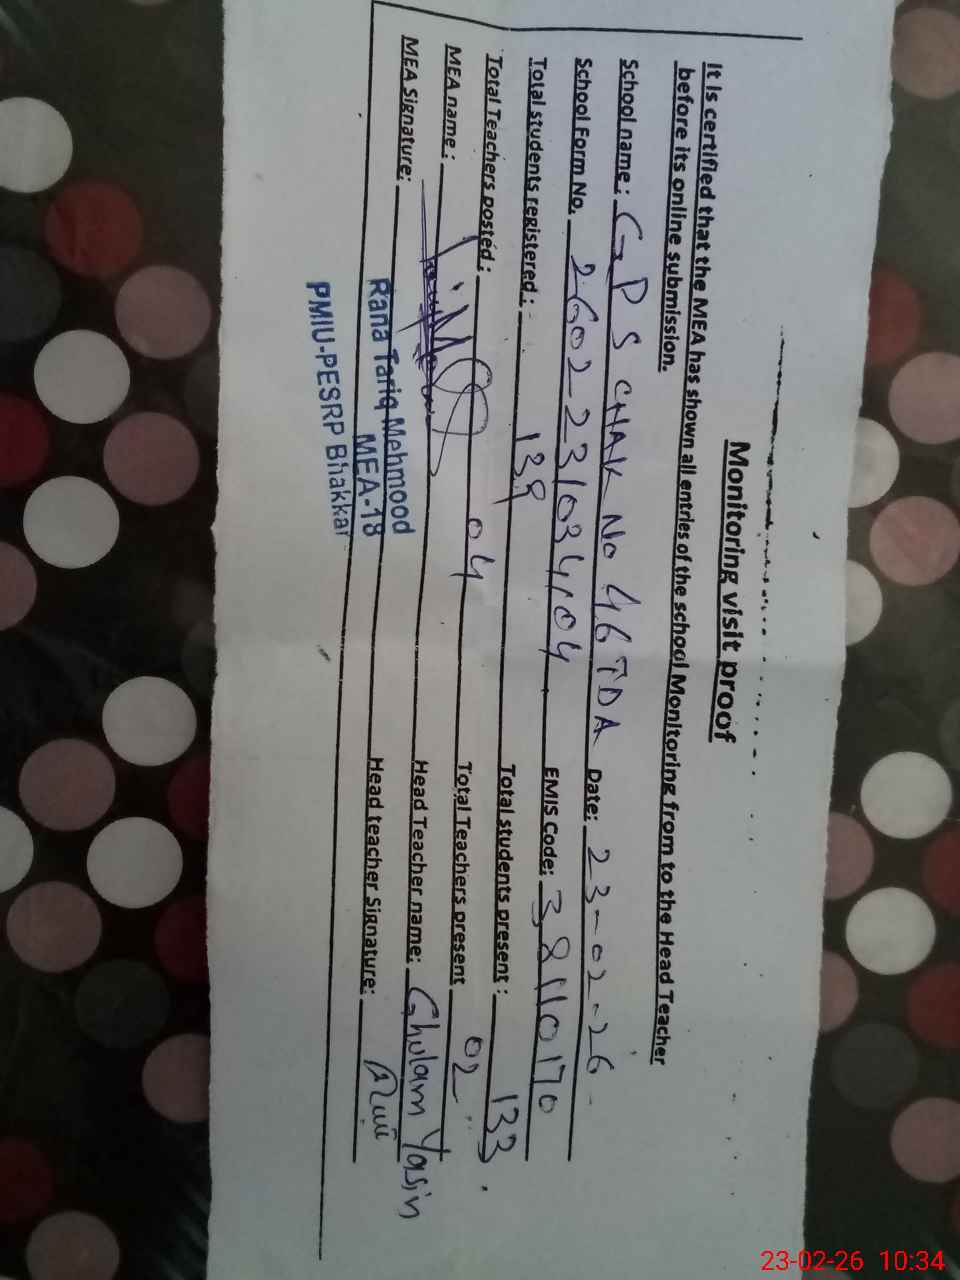 Monitoring visit proof
It is certified that the MEA has shown all entries of the school Monitoring from to the Head Teacher
before its online submission.
School name: GPS CHAK No 46 TDA Date: 23-02-26
School Form No. 2602231034104 EMIS Code: 38110170
Total students registered: 139 Total students present: 133
Total Teachers posted: 04 Total Teachers present 02
MEA name: Head Teacher name: Ghulam Yasin
MEA Signature: Head teacher Signature:
Rana Tariq Mehmood
MEA-18
PMIU-PESRP Bhakkar
23-02-26 10:34